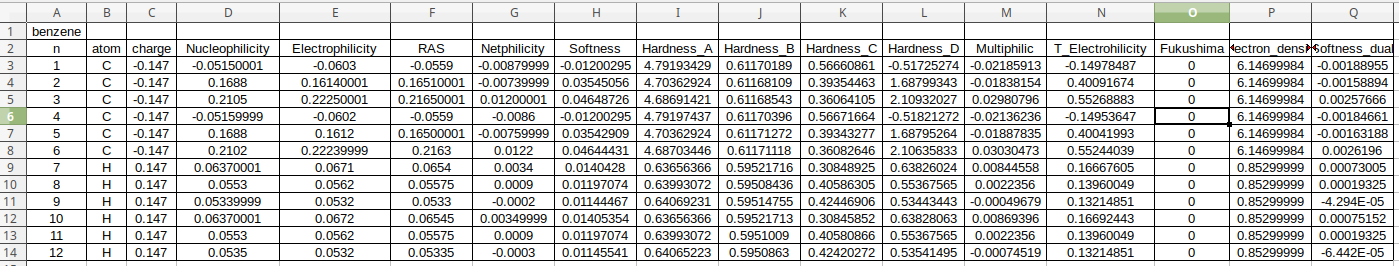 A B C D E F G H I J K L M N O P Q
1 benzene
2 n atom charge Nucleophilicity Electrophilicity RAS Netphilicity Softness Hardness_A Hardness_B Hardness_C Hardness_D Multiphilic T_Electrohilicity Fukushima ectron_dens Softness_dual
3 1 C -0.147 -0.05150001 -0.0603 -0.0559 -0.00879999 -0.01200295 4.79193429 0.61170189 0.56660861 -0.51725274 -0.02185913 -0.14978487 0 6.14699984 -0.00188955
4 2 C -0.147 0.1688 0.16140001 0.16510001 -0.00739999 0.03545056 4.70362924 0.61168109 0.39354463 1.68799343 -0.01838154 0.40091674 0 6.14699984 -0.00158894
5 3 C -0.147 0.2105 0.22250001 0.21650001 0.01200001 0.04648726 4.68691421 0.61168543 0.36064105 2.10932027 0.02980796 0.55268883 0 6.14699984 0.00257666
6 4 C -0.147 -0.05159999 -0.0602 -0.0559 -0.0086 -0.01200295 4.79197437 0.61170396 0.56671664 -0.51821272 -0.02136236 -0.14953647 0 6.14699984 -0.00184661
7 5 C -0.147 0.1688 0.1612 0.16500001 -0.00759999 0.03542909 4.70362924 0.61171272 0.39343277 1.68795264 -0.01887835 0.40041993 0 6.14699984 -0.00163188
8 6 C -0.147 0.2102 0.22239999 0.2163 0.0122 0.04644431 4.68703446 0.61171118 0.36082646 2.10635833 0.03030473 0.55244039 0 6.14699984 0.0026196
9 7 H 0.147 0.06370001 0.0671 0.0654 0.0034 0.0140428 0.63656366 0.59521716 0.30848925 0.63826024 0.00844558 0.16667605 0 0.85299999 0.00073005
10 8 H 0.147 0.0553 0.0562 0.05575 0.0009 0.01197074 0.63993072 0.59508436 0.40586305 0.55367565 0.0022356 0.13960049 0 0.85299999 0.00019325
11 9 H 0.147 0.05339999 0.0532 0.0533 -0.0002 0.01144467 0.64069231 0.59514755 0.42446906 0.53443443 -0.00049679 0.13214851 0 0.85299999 -4.294E-05
12 10 H 0.147 0.06370001 0.0672 0.06545 0.00349999 0.01405354 0.63656366 0.59521713 0.30845852 0.63828063 0.00869396 0.16692443 0 0.85299999 0.00075152
13 11 H 0.147 0.0553 0.0562 0.05575 0.0009 0.01197074 0.63993072 0.5951009 0.40580866 0.55367565 0.0022356 0.13960049 0 0.85299999 0.00019325
14 12 H 0.147 0.0535 0.0532 0.05335 -0.0003 0.01145541 0.64065223 0.5950863 0.42420272 0.53541495 -0.00074519 0.13214851 0 0.85299999 -6.442E-05